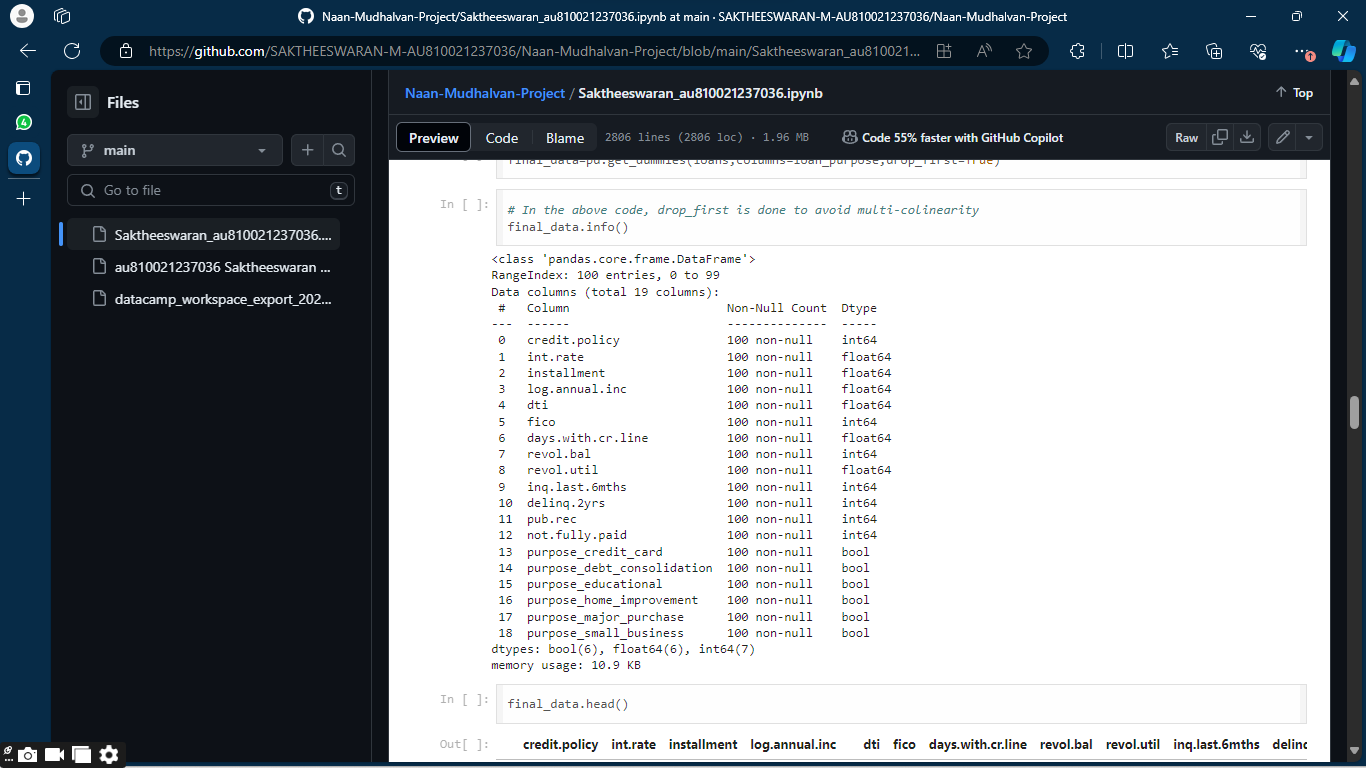 Naan-Mudhalvan-Project/Saktheeswaran_au810021237036.ipynb at main · SAKTHEESWARAN-M-AU810021237036/Naan-Mudhalvan-Project
https://github.com/SAKTHEESWARAN-M-AU810021237036/Naan-Mudhalvan-Project/blob/main/Saktheeswaran_au810021...
4
Files
main
Go to file
t
Saktheeswaran_au810021237036....
au810021237036 Saktheeswaran ...
datacamp_workspace_export_202...
Naan-Mudhalvan-Project / Saktheeswaran_au810021237036.ipynb
Top
Preview Code Blame 2806 lines (2806 loc) · 1.96 MB Code 55% faster with GitHub Copilot Raw
final_data=pd.get_dummies(loans,columns=loan_purpose,drop_first=True)
In [ ]:
# In the above code, drop_first is done to avoid multi-colinearity
final_data.info()
<class 'pandas.core.frame.DataFrame'>
RangeIndex: 100 entries, 0 to 99
Data columns (total 19 columns):
# Column Non-Null Count Dtype
--- ------ -------------- -----
0 credit.policy 100 non-null int64
1 int.rate 100 non-null float64
2 installment 100 non-null float64
3 log.annual.inc 100 non-null float64
4 dti 100 non-null float64
5 fico 100 non-null int64
6 days.with.cr.line 100 non-null float64
7 revol.bal 100 non-null int64
8 revol.util 100 non-null float64
9 inq.last.6mths 100 non-null int64
10 delinq.2yrs 100 non-null int64
11 pub.rec 100 non-null int64
12 not.fully.paid 100 non-null int64
13 purpose_credit_card 100 non-null bool
14 purpose_debt_consolidation 100 non-null bool
15 purpose_educational 100 non-null bool
16 purpose_home_improvement 100 non-null bool
17 purpose_major_purchase 100 non-null bool
18 purpose_small_business 100 non-null bool
dtypes: bool(6), float64(6), int64(7)
memory usage: 10.9 KB
In [ ]:
final_data.head()
Out[ ]:
credit.policy int.rate installment log.annual.inc dti fico days.with.cr.line revol.bal revol.util inq.last.6mths delinq